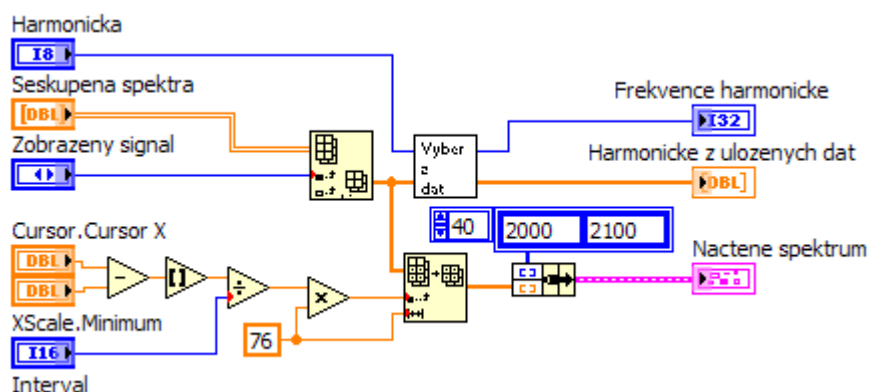 Harmonicka
I8
Seskupena spektra
[DBL]
Zobrazeny signal
Frekvence harmonicke
I32
Vyber
z
dat
Harmonicke z ulozenych dat
DBL]
40 2000 2100
Cursor.Cursor X
DBL
DBL
Nactene spektrum
XScale.Minimum
76
I16
Interval